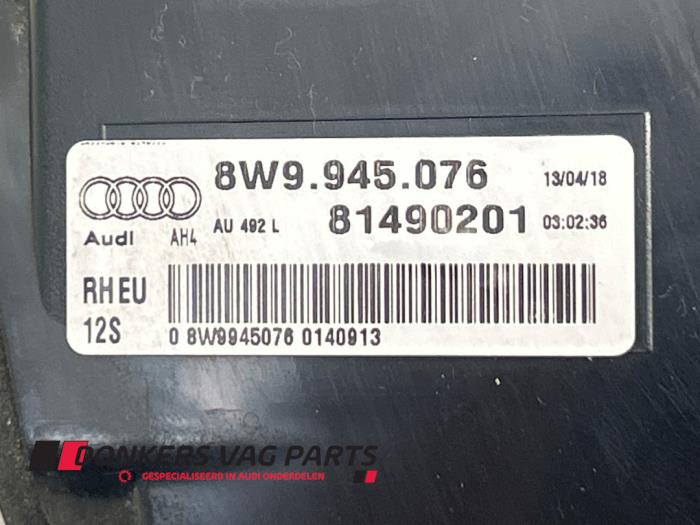 8W9.945.076 13/04/18
Audi AH4 AU 492 L 81490201 03:02:36
RH EU
12S 0 8W9945076 0140913
DONKERS VAG PARTS
GESPECIALISEERD IN AUDI ONDERDELEN